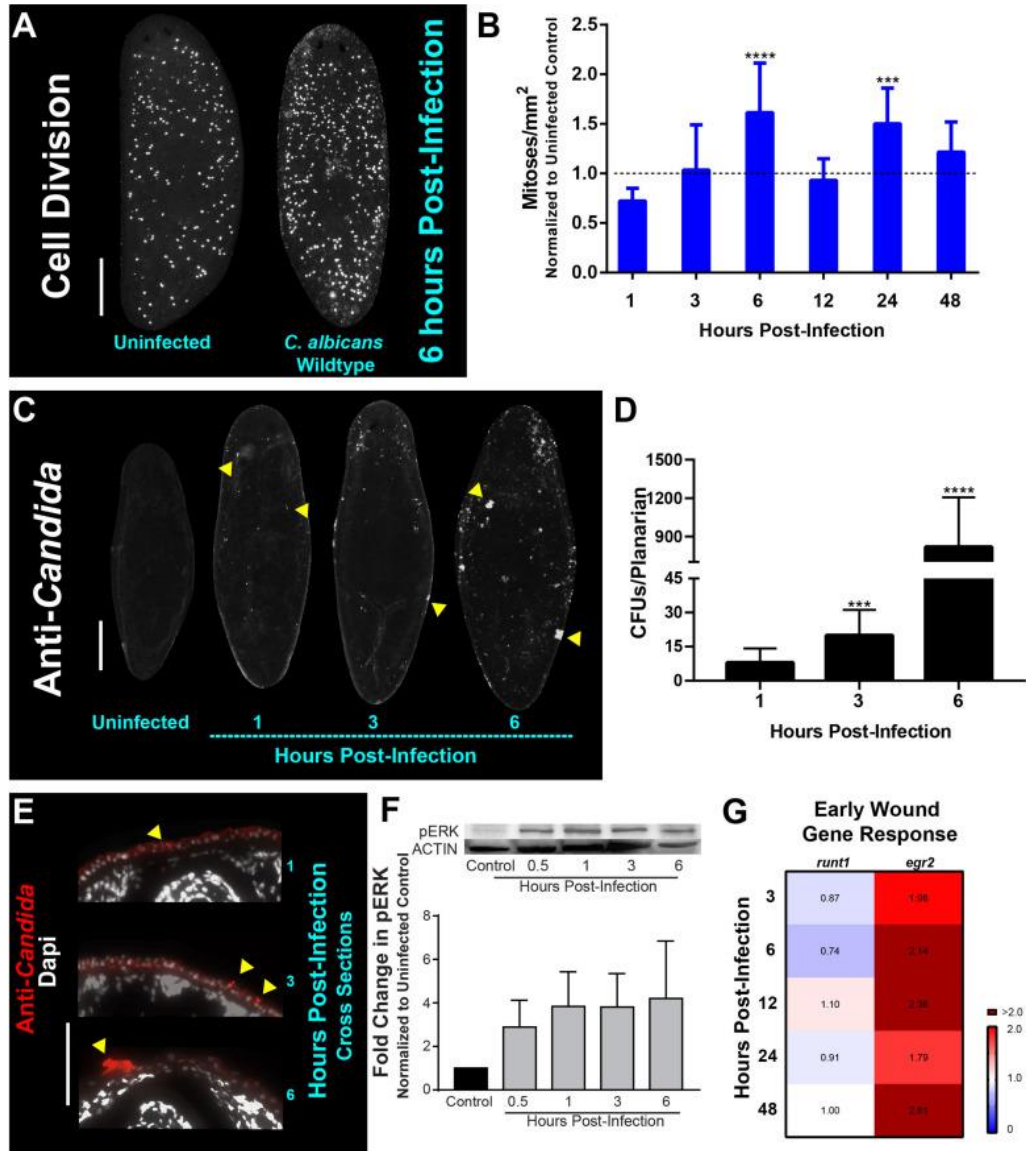 A
Cell Division
Uninfected
C. albicans
Wildtype
6 hours Post-Infection
B
Mitoses/mm2
Normalized to Uninfected Control
2.5
2.0
1.5
1.0
0.5
0.0
****
***
1 3 6 12 24 48
Hours Post-Infection
C
Anti-Candida
Uninfected 1 3 6
Hours Post-Infection
D
CFUs/Planarian
1500
1200
900
45
30
15
0
***
****
1 3 6
Hours Post-Infection
E
Anti-Candida
Dapi
1
3
6
Hours Post-Infection
Cross Sections
F
pERK
ACTIN
Control 0.5 1 3 6
Hours Post-Infection
Fold Change in pERK
Normalized to Uninfected Control
8
6
4
2
0
Control 0.5 1 3 6
Hours Post-Infection
G
Early Wound
Gene Response
runt1 egr2
Hours Post-Infection
3 0.87 1.98
6 0.74
12 1.10
24 0.91 1.79
48 1.00
>2.0
2.0
1.0
0